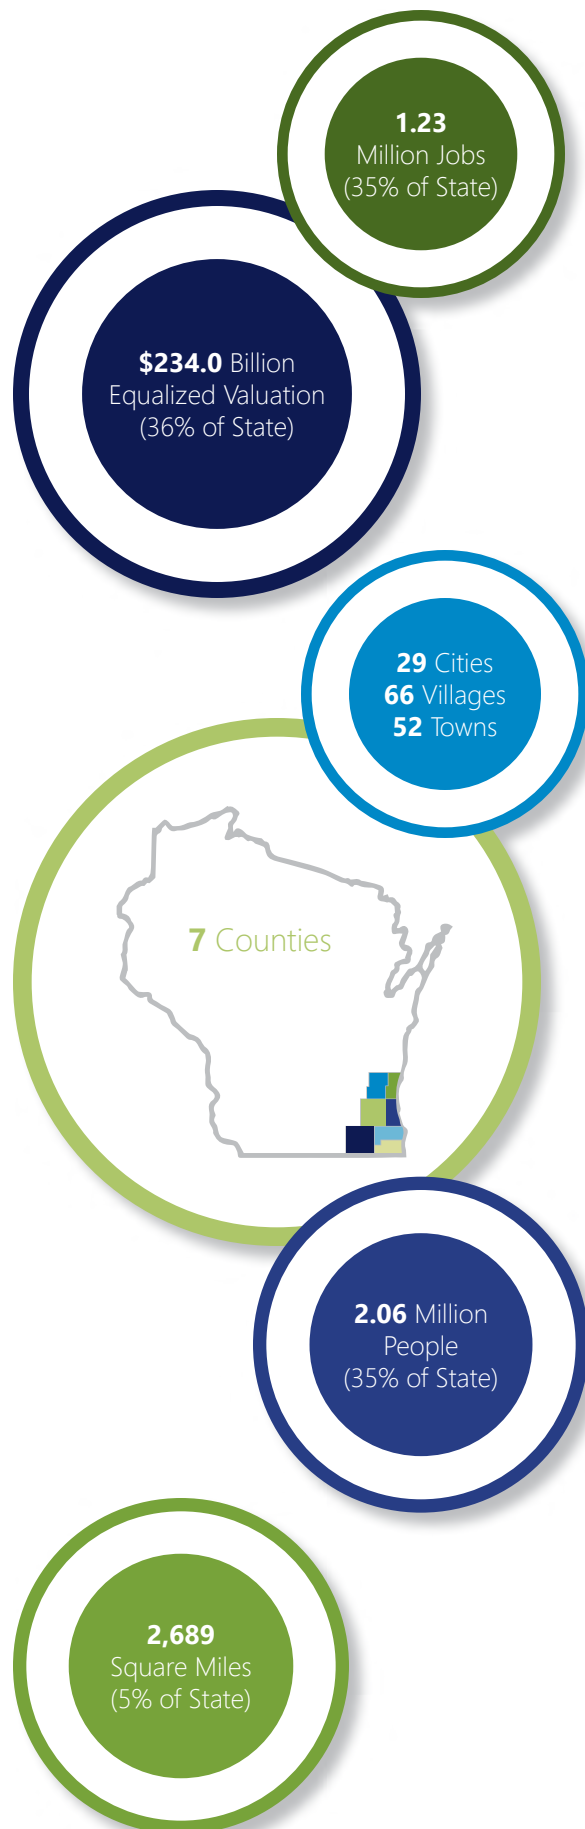 1.23
Million Jobs
(35% of State)
$234.0 Billion
Equalized Valuation
(36% of State)
29 Cities
66 Villages
52 Towns
7 Counties
2.06 Million
People
(35% of State)
2,689
Square Miles
(5% of State)